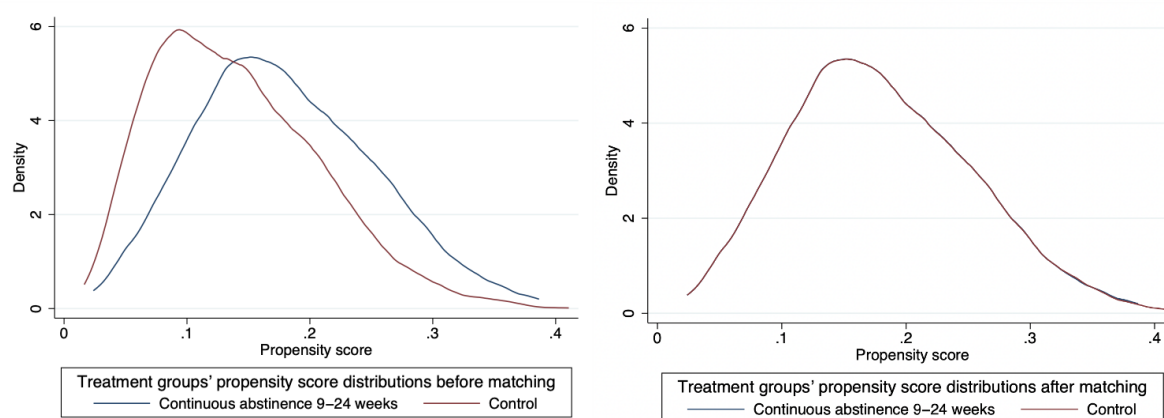 6
4
2
0
Density
0 .1 .2 .3 .4
Propensity score
Treatment groups' propensity score distributions before matching
Continuous abstinence 9–24 weeks Control
6
4
2
0
Density
0 .1 .2 .3 .4
Propensity score
Treatment groups' propensity score distributions after matching
Continuous abstinence 9–24 weeks Control